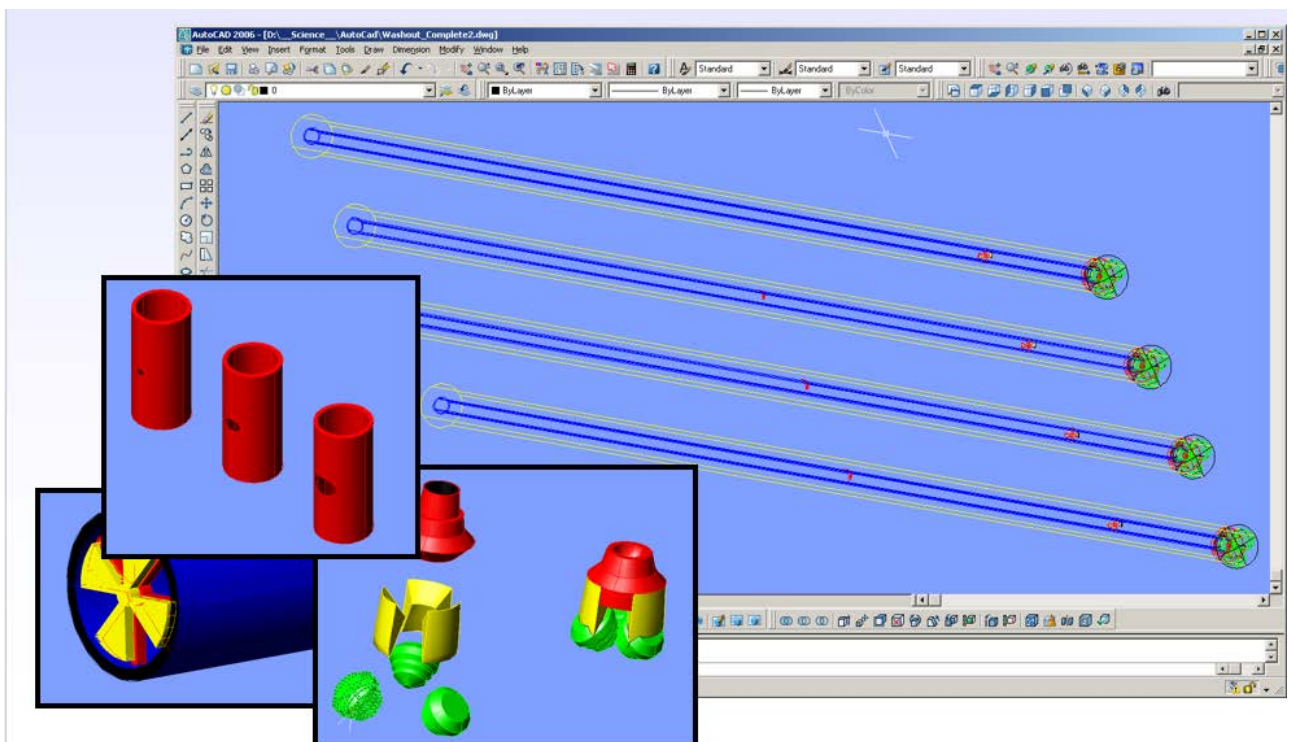 AutoCAD 2006 - [D:\__Science__\AutoCad\Washout_Complete2.dwg]
File Edit View Insert Format Tools Draw Dimension Modify Window Help
Standard Standard Standard
0 ByLayer ByLayer ByLayer ByColor